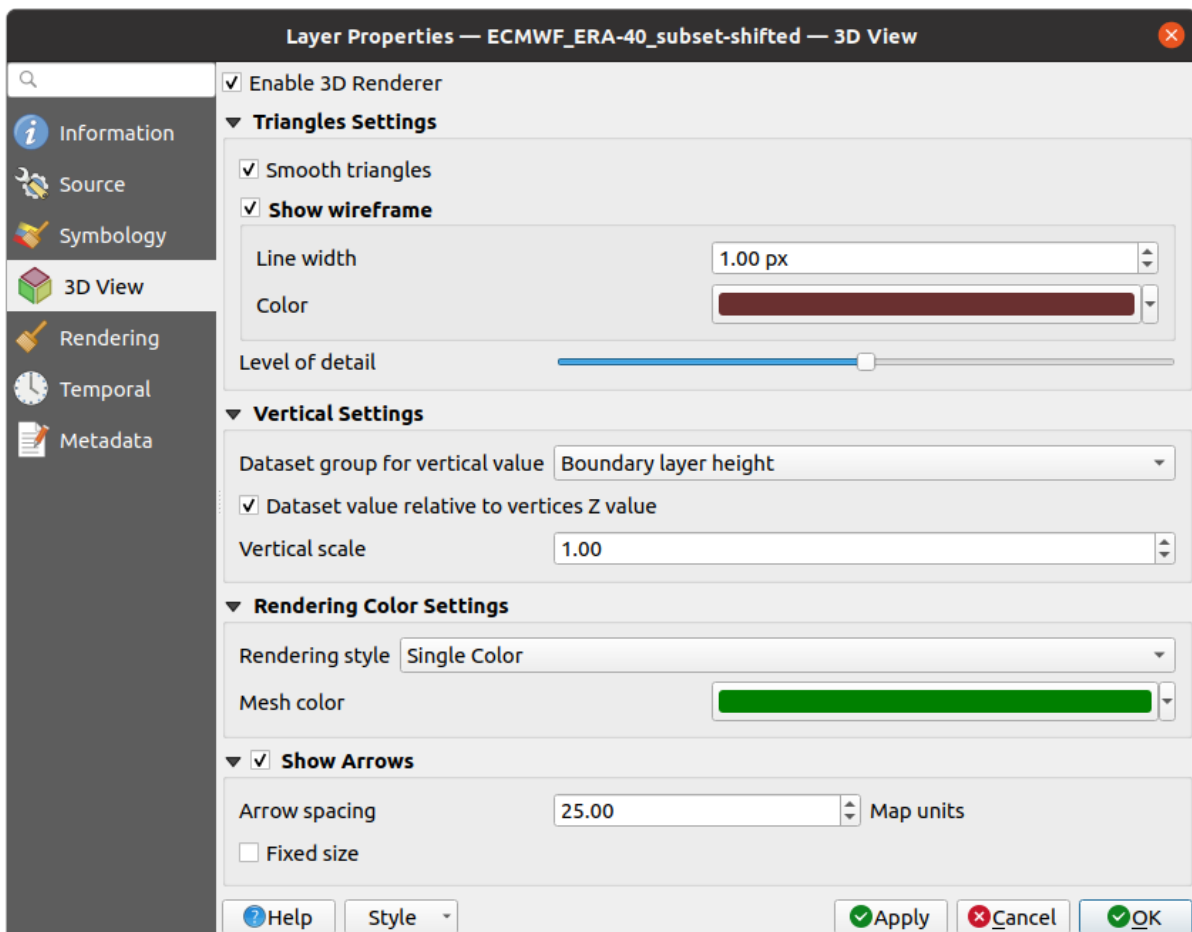 Layer Properties — ECMWF_ERA-40_subset-shifted — 3D View
Information
Source
Symbology
3D View
Rendering
Temporal
Metadata
Enable 3D Renderer
Triangles Settings
Smooth triangles
Show wireframe
Line width 1.00 px
Color
Level of detail
Vertical Settings
Dataset group for vertical value Boundary layer height
Dataset value relative to vertices Z value
Vertical scale 1.00
Rendering Color Settings
Rendering style Single Color
Mesh color
Show Arrows
Arrow spacing 25.00 Map units
Fixed size
Help Style Apply Cancel OK